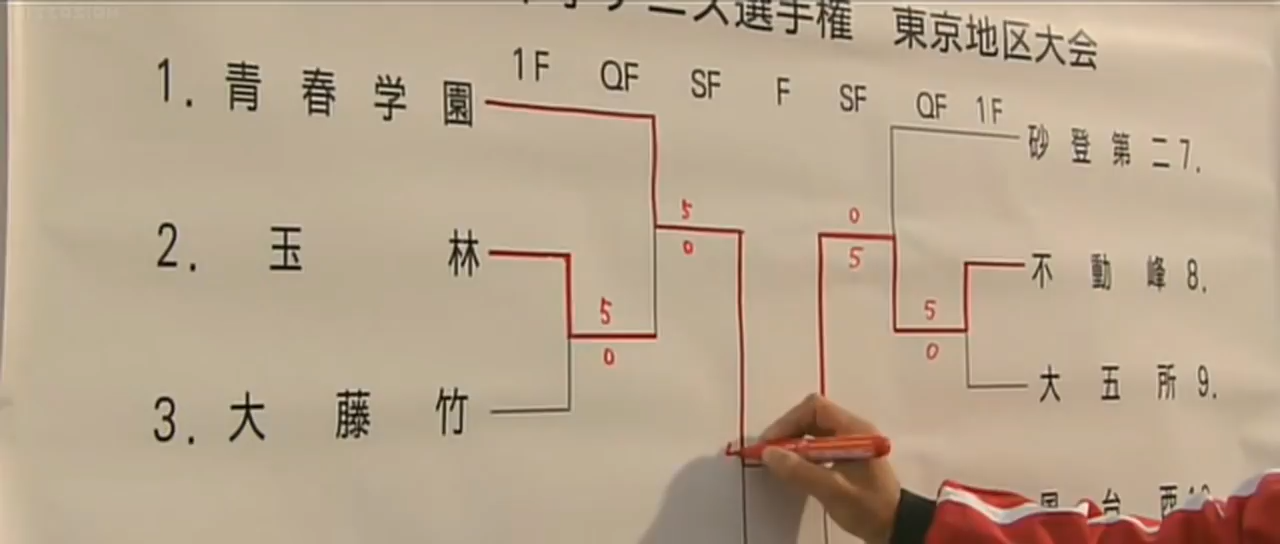 テニス選手権 東京地区大会
1F QF SF F SF QF 1F
1. 青春学園
砂登第二 7.
5
0
0
5
2. 玉林
不動峰 8.
5
0
5
0
3. 大藤竹
大五所 9.